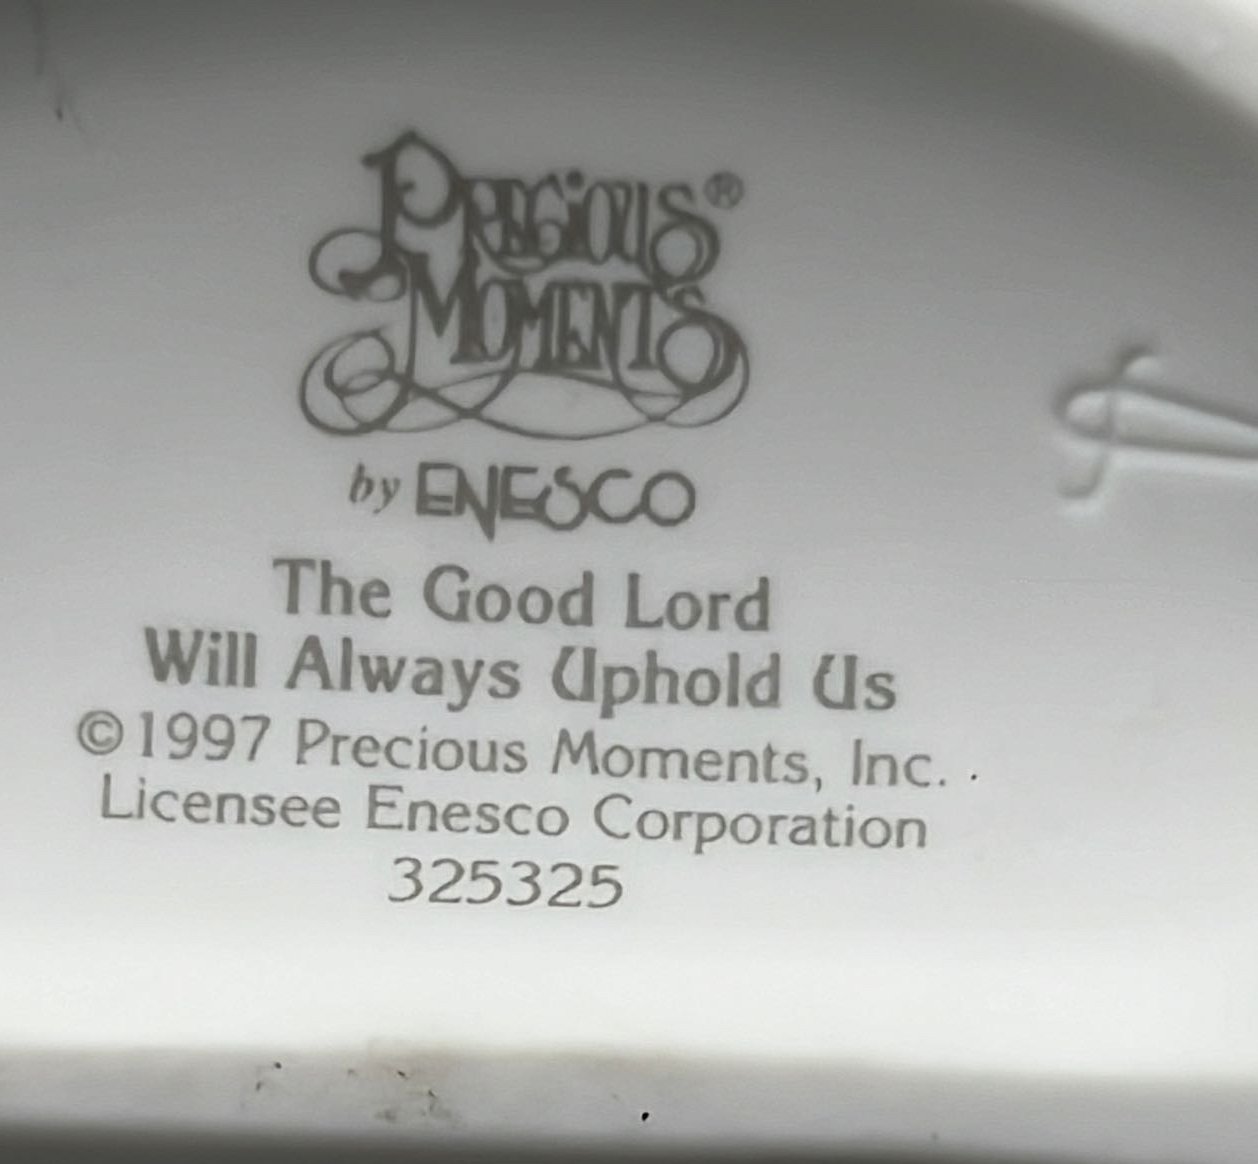 PRECIOUS®
MOMENTS
by ENESCO
The Good Lord
Will Always Uphold Us
©1997 Precious Moments, Inc.
Licensee Enesco Corporation
325325